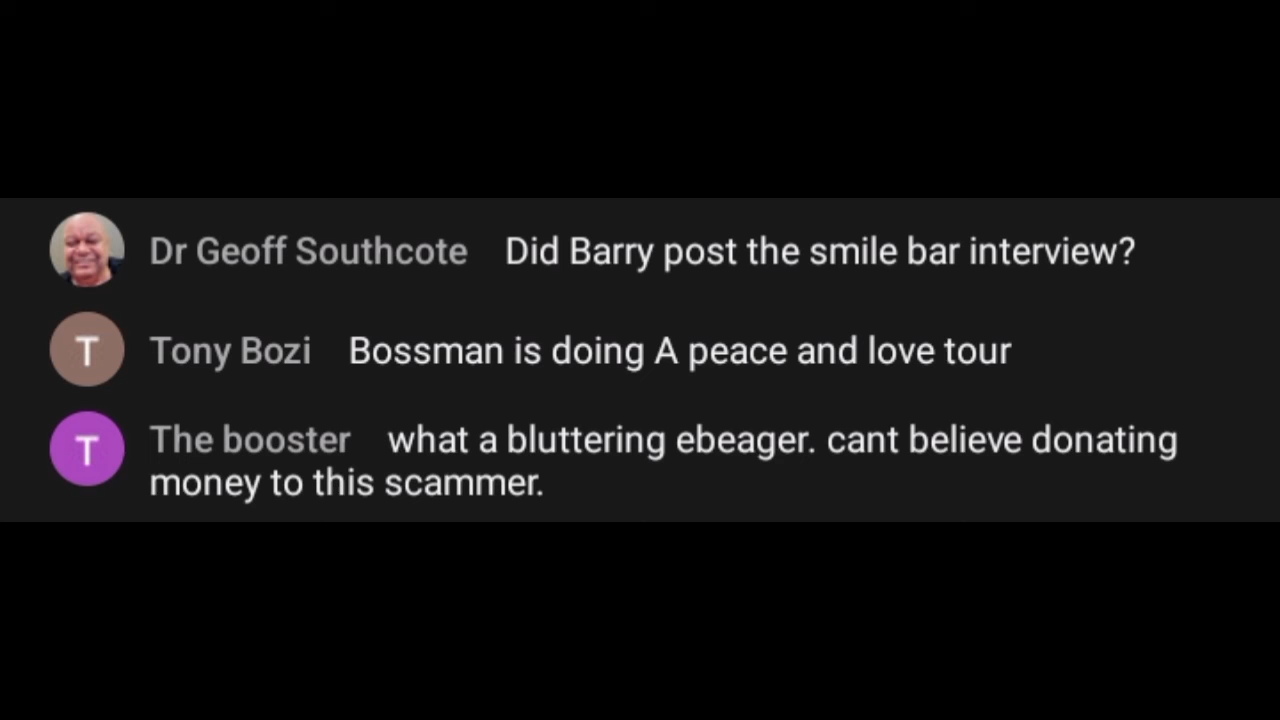 Dr Geoff Southcote Did Barry post the smile bar interview?
T Tony Bozi Bossman is doing A peace and love tour
T The booster what a bluttering ebeager. cant believe donating
money to this scammer.